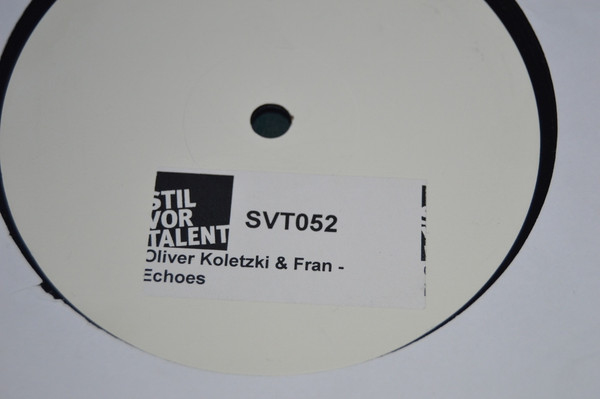 STIL
VOR
TALENT
SVT052
Oliver Koletzki & Fran -
Echoes